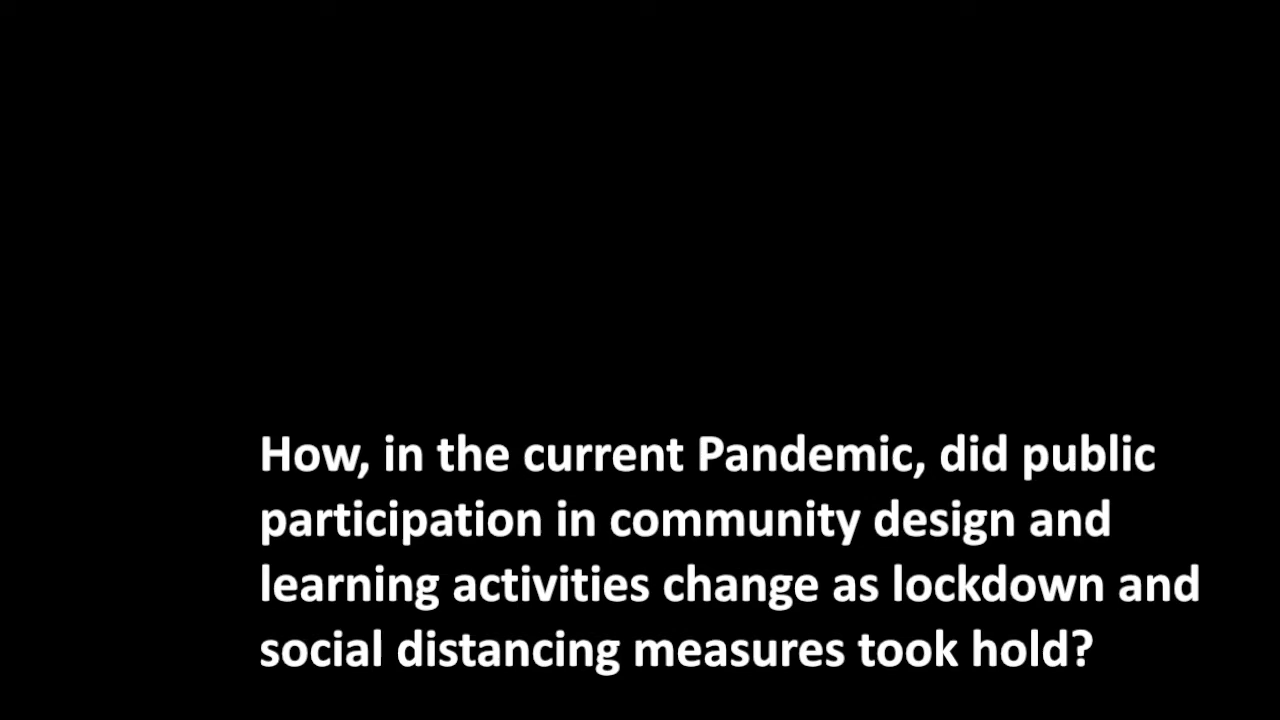 How, in the current Pandemic, did public
participation in community design and
learning activities change as lockdown and
social distancing measures took hold?